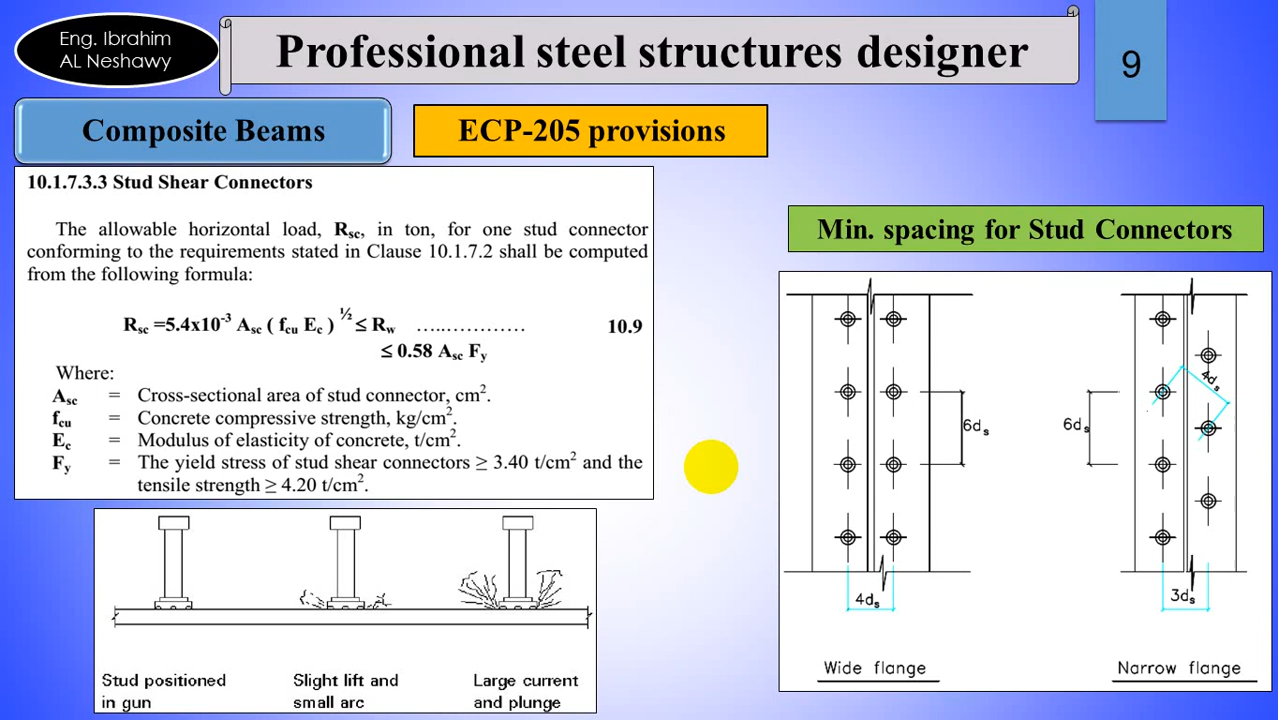 Eng. Ibrahim
AL Neshawy
Professional steel structures designer
9
Composite Beams
ECP-205 provisions
10.1.7.3.3 Stud Shear Connectors
The allowable horizontal load, Rsc, in ton, for one stud connector
conforming to the requirements stated in Clause 10.1.7.2 shall be computed
from the following formula:
Rsc =5.4x10⁻³ Asc ( fcu Ec ) ^½ ≤ Rw …..………… 10.9
≤ 0.58 Asc Fy
Where:
Asc = Cross-sectional area of stud connector, cm².
fcu = Concrete compressive strength, kg/cm².
Ec = Modulus of elasticity of concrete, t/cm².
Fy = The yield stress of stud shear connectors ≥ 3.40 t/cm² and the
tensile strength ≥ 4.20 t/cm².
Stud positioned
in gun
Slight lift and
small arc
Large current
and plunge
Min. spacing for Stud Connectors
6ds
4ds
Wide flange
4ds
6ds
3ds
Narrow flange